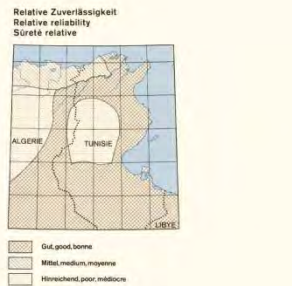 Relative Zuverlässigkeit
Relative reliability
Sûreté relative
ALGERIE
TUNISIE
LIBYE
Gut, good, bonne
Mittel, medium, moyenne
Hinreichend, poor, médiocre